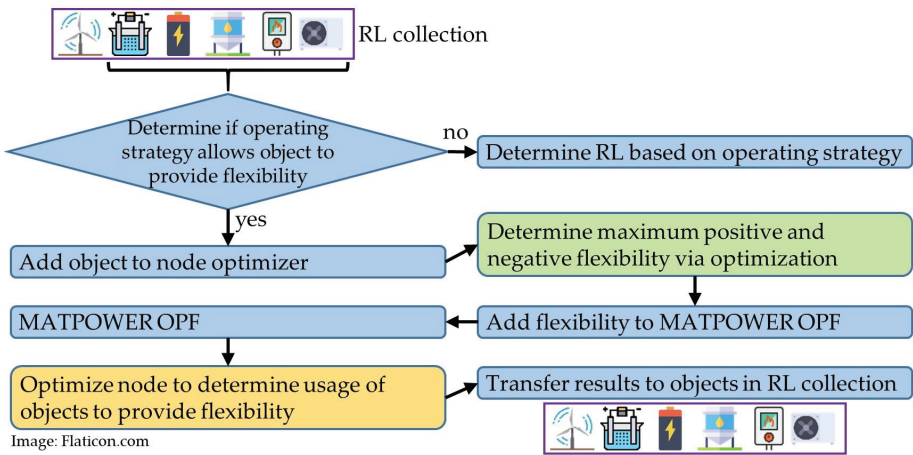 RL collection
Determine if operating
strategy allows object to
provide flexibility
no
Determine RL based on operating strategy
yes
Add object to node optimizer
Determine maximum positive and
negative flexibility via optimization
MATPOWER OPF
Add flexibility to MATPOWER OPF
Optimize node to determine usage of
objects to provide flexibility
Transfer results to objects in RL collection
Image: Flaticon.com